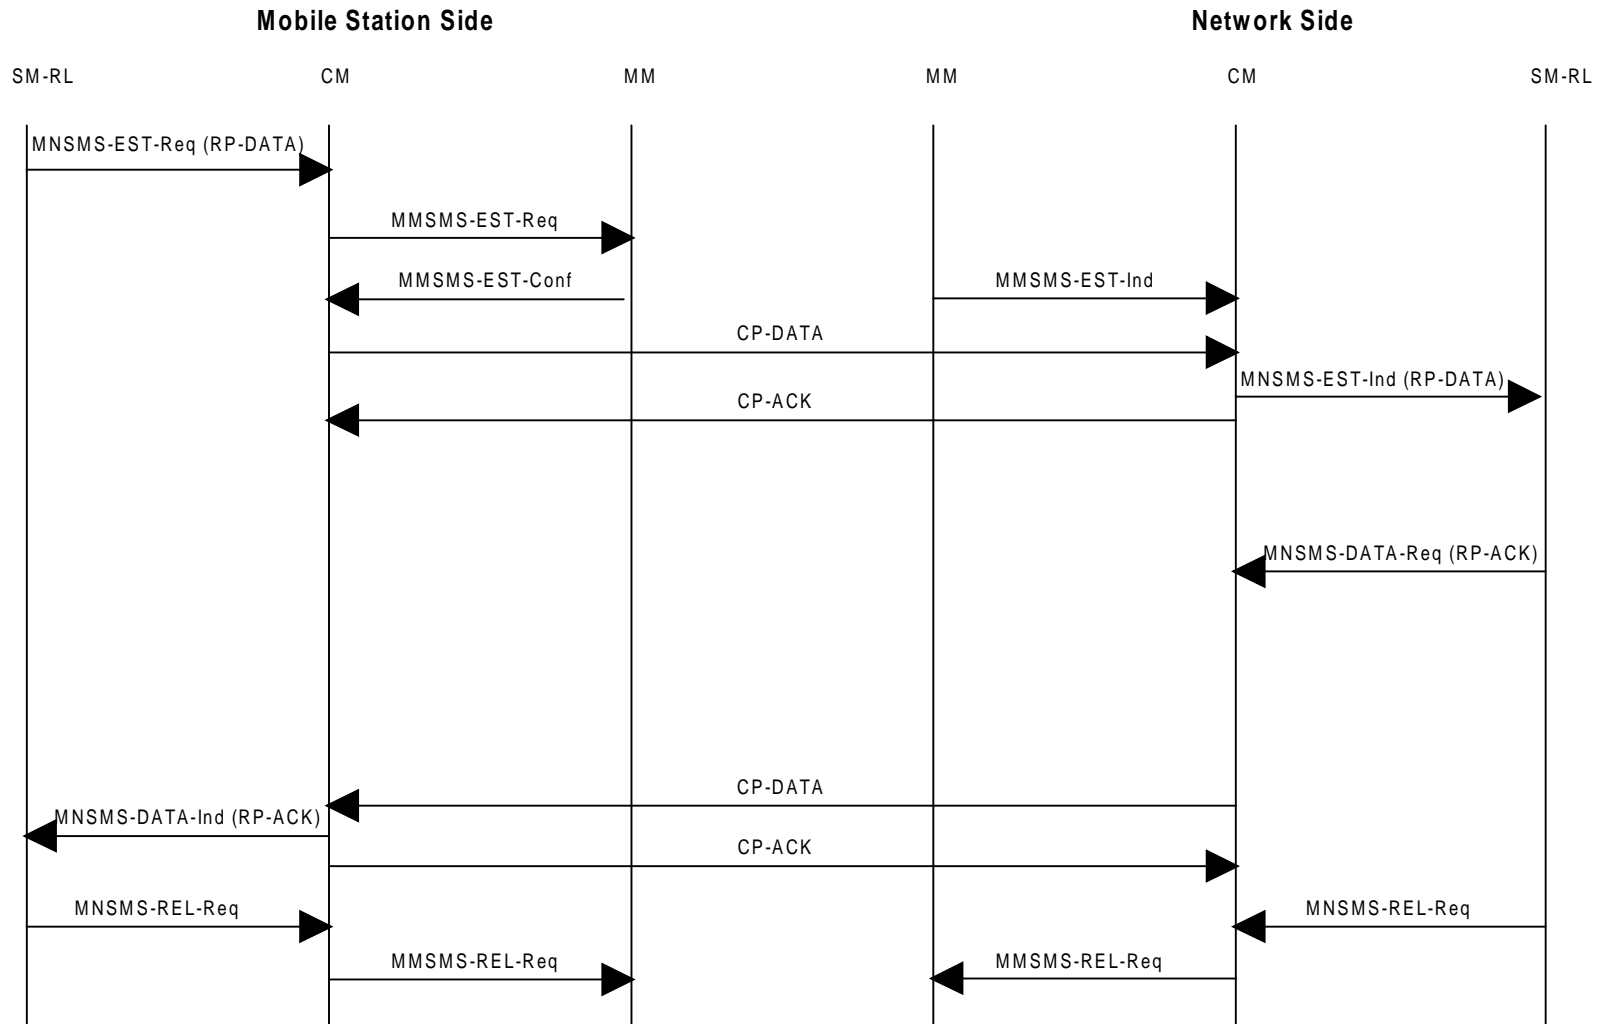 Mobile Station Side
Network Side
SM-RL
CM
MM
MM
CM
SM-RL
MNSMS-EST-Req (RP-DATA)
MMSMS-EST-Req
MMSMS-EST-Conf
MMSMS-EST-Ind
CP-DATA
MNSMS-EST-Ind (RP-DATA)
CP-ACK
MNSMS-DATA-Req (RP-ACK)
CP-DATA
MNSMS-DATA-Ind (RP-ACK)
CP-ACK
MNSMS-REL-Req
MNSMS-REL-Req
MMSMS-REL-Req
MMSMS-REL-Req